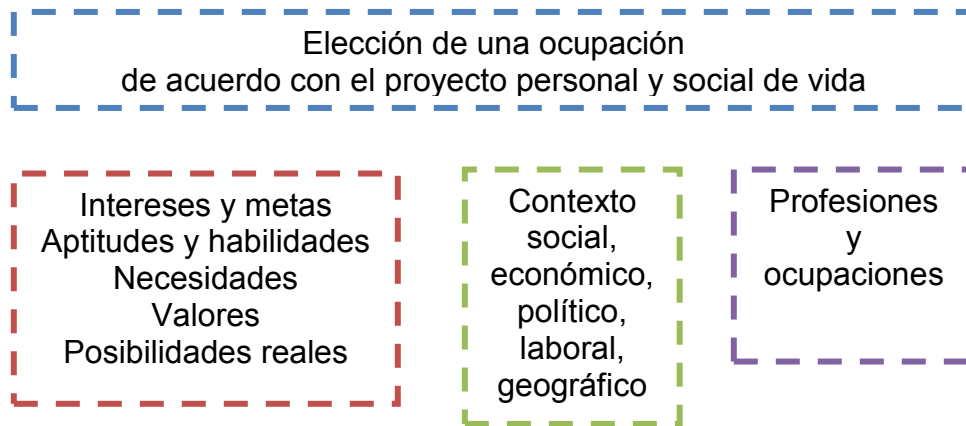 Elección de una ocupación
de acuerdo con el proyecto personal y social de vida
Intereses y metas
Aptitudes y habilidades
Necesidades
Valores
Posibilidades reales
Contexto
social,
económico,
político,
laboral,
geográfico
Profesiones
y
ocupaciones